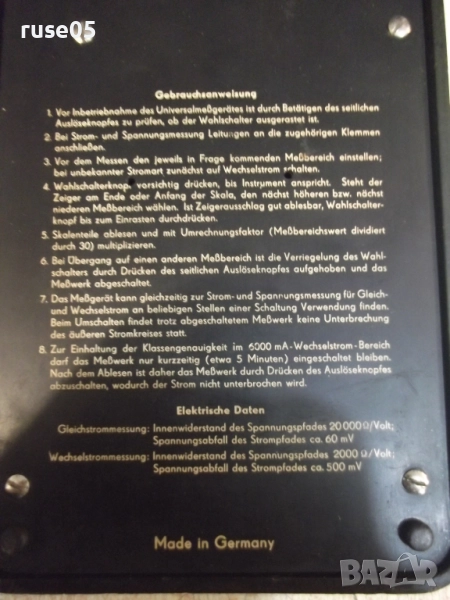 ruse05
Gebrauchsanweisung
1. Vor Inbetriebnahme des Universalmeßgerätes ist durch Betätigen des seitlichen
Auslöseknopfes zu prüfen, ob der Wahlschalter ausgerastet ist.
2. Bei Strom- und Spannungsmessung Leitungen an die zugehörigen Klemmen
anschließen.
3. Vor dem Messen den jeweils in Frage kommenden Meßbereich einstellen;
bei unbekannter Stromart zunächst auf Wechselstrom schalten.
4. Wahlschalterknopf vorsichtig drücken, bis Instrument anspricht. Steht der
Zeiger am Ende oder Anfang der Skala, den nächst höheren bzw. nächst
niederen Meßbereich wählen. Ist Zeigerausschlag gut ablesbar, Wahlschalter-
knopf bis zum Einrasten durchdrücken.
5. Skalenteile ablesen und mit Umrechnungsfaktor (Meßbereichswert dividiert
durch 30) multiplizieren.
6. Bei Übergang auf einen anderen Meßbereich ist die Verriegelung des Wahl-
schalters durch Drücken des seitlichen Auslöseknopfes aufgehoben und das
Meßwerk abgeschaltet.
7. Das Meßgerät kann gleichzeitig zur Strom- und Spannungsmessung für Gleich-
und Wechselstrom an beliebigen Stellen einer Schaltung Verwendung finden.
Beim Umschalten findet trotz abgeschaltetem Meßwerk keine Unterbrechung
des äußeren Stromkreises statt.
8. Zur Einhaltung der Klassengenauigkeit im 6000 mA-Wechselstrom-Bereich
darf das Meßwerk nur kurzzeitig (etwa 5 Minuten) eingeschaltet bleiben.
Nach dem Ablesen ist daher das Meßwerk durch Drücken des Auslöseknopfes
abzuschalten, wodurch der Strom nicht unterbrochen wird.
Elektrische Daten
Gleichstrommessung: Innenwiderstand des Spannungspfades 20000 Ω/Volt;
Spannungsabfall des Strompfades ca. 60 mV
Wechselstrommessung: Innenwiderstand des Spannungspfades 2000 Ω/Volt;
Spannungsabfall des Strompfades ca. 500 mV
Made in Germany
BAZAR